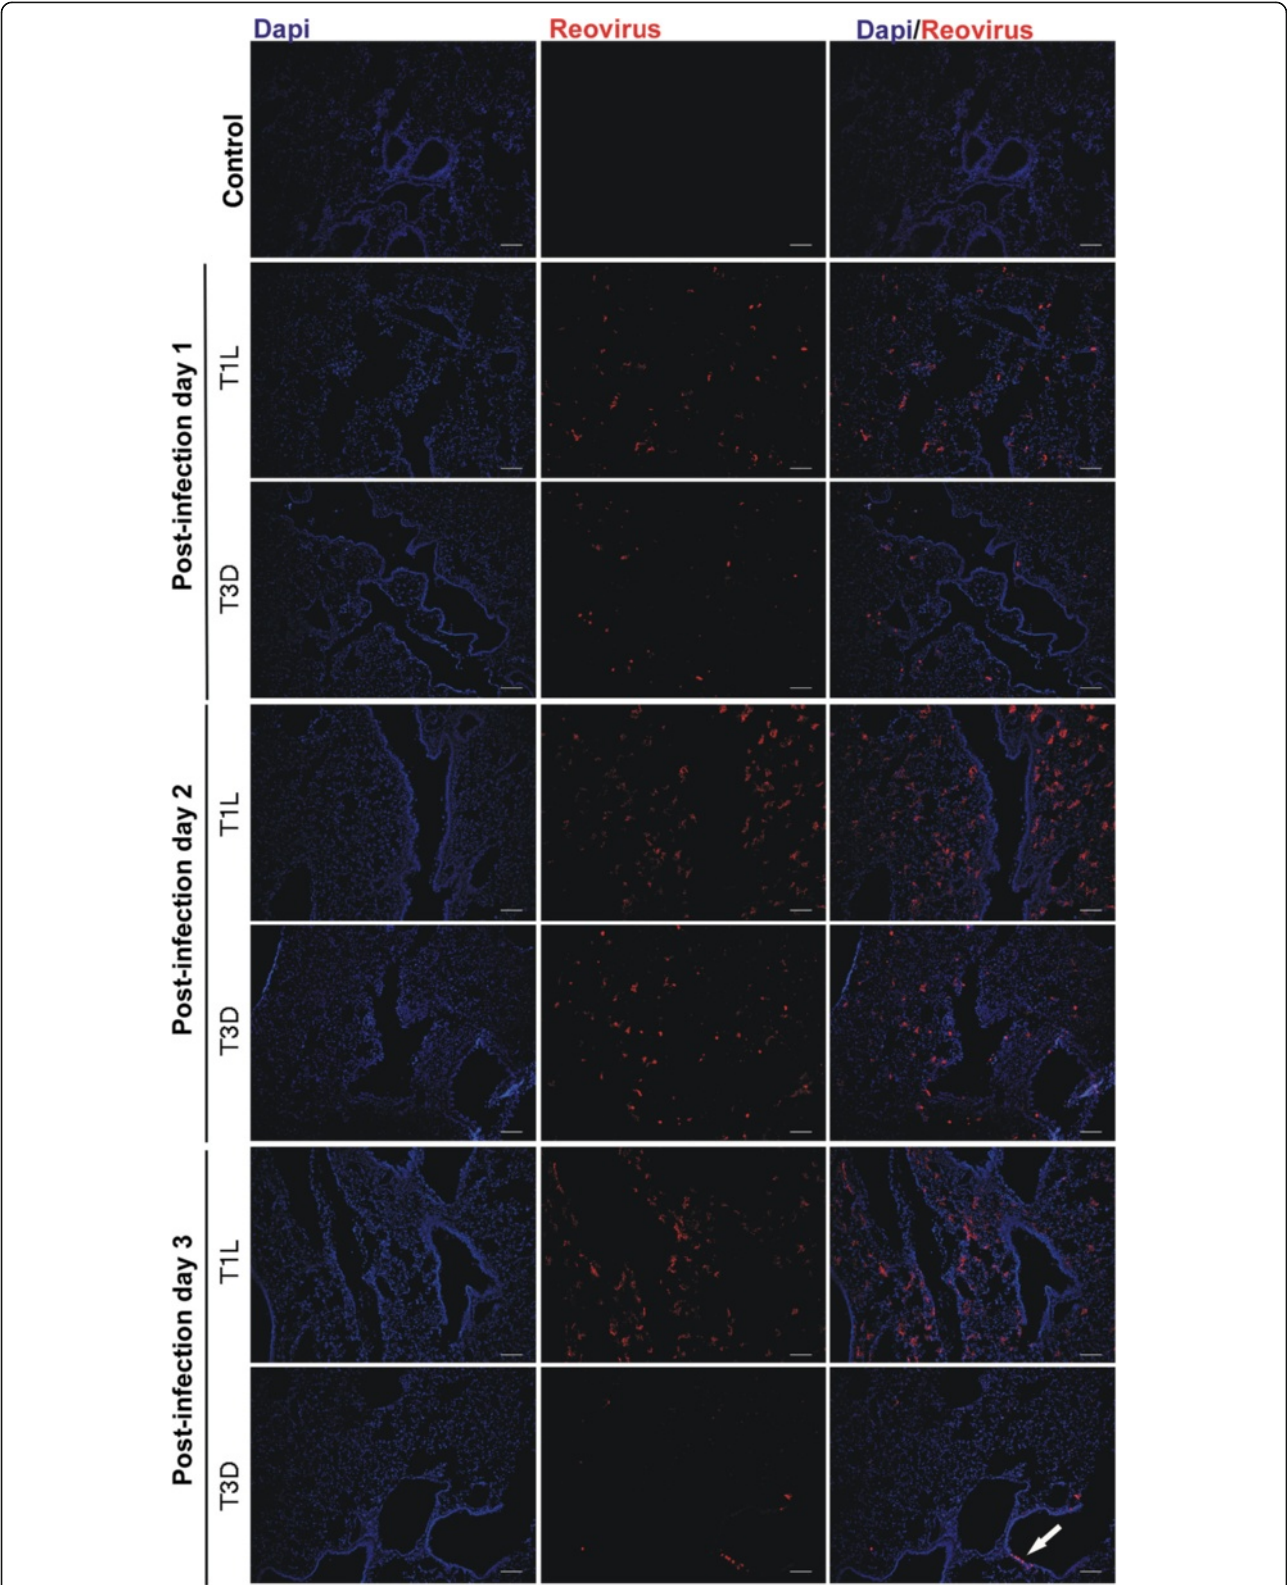 Dapi
Reovirus
Dapi/Reovirus
Control
Post-infection day 1
T1L
T3D
Post-infection day 2
T1L
T3D
Post-infection day 3
T1L
T3D